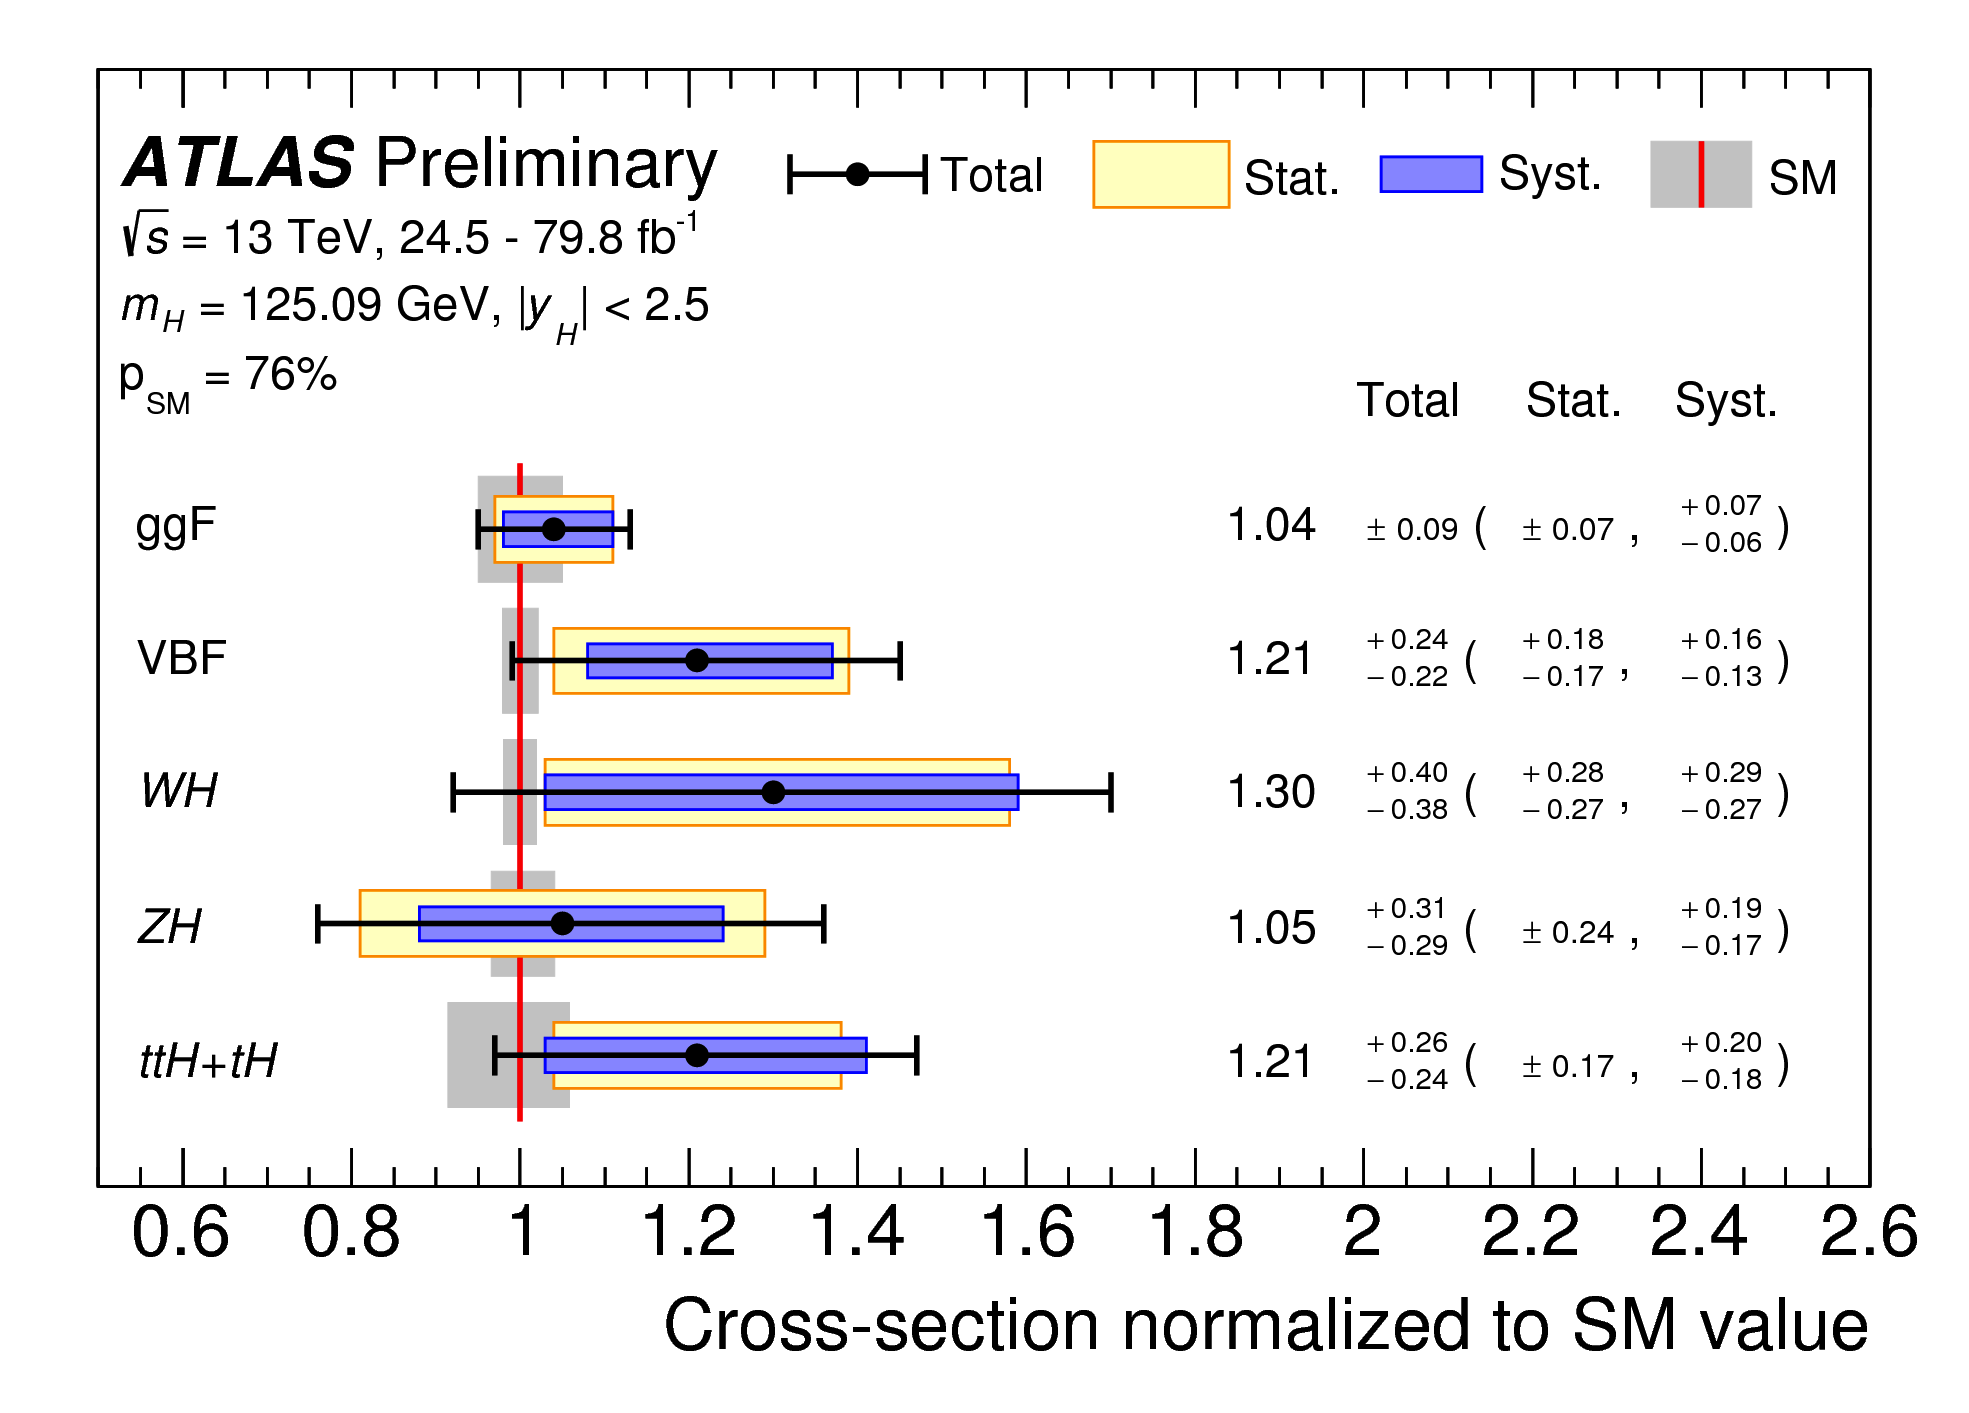 ATLAS Preliminary
Total Stat. Syst. SM
√s = 13 TeV, 24.5 - 79.8 fb⁻¹
m_H = 125.09 GeV, |y_H| < 2.5
p_SM = 76%
Total Stat. Syst.
ggF 1.04 ± 0.09 ( ± 0.07 , + 0.07 − 0.06 )
VBF 1.21 + 0.24 − 0.22 ( + 0.18 − 0.17 , + 0.16 − 0.13 )
WH 1.30 + 0.40 − 0.38 ( + 0.28 − 0.27 , + 0.29 − 0.27 )
ZH 1.05 + 0.31 − 0.29 ( ± 0.24 , + 0.19 − 0.17 )
ttH+tH 1.21 + 0.26 − 0.24 ( ± 0.17 , + 0.20 − 0.18 )
0.6 0.8 1 1.2 1.4 1.6 1.8 2 2.2 2.4 2.6
Cross-section normalized to SM value